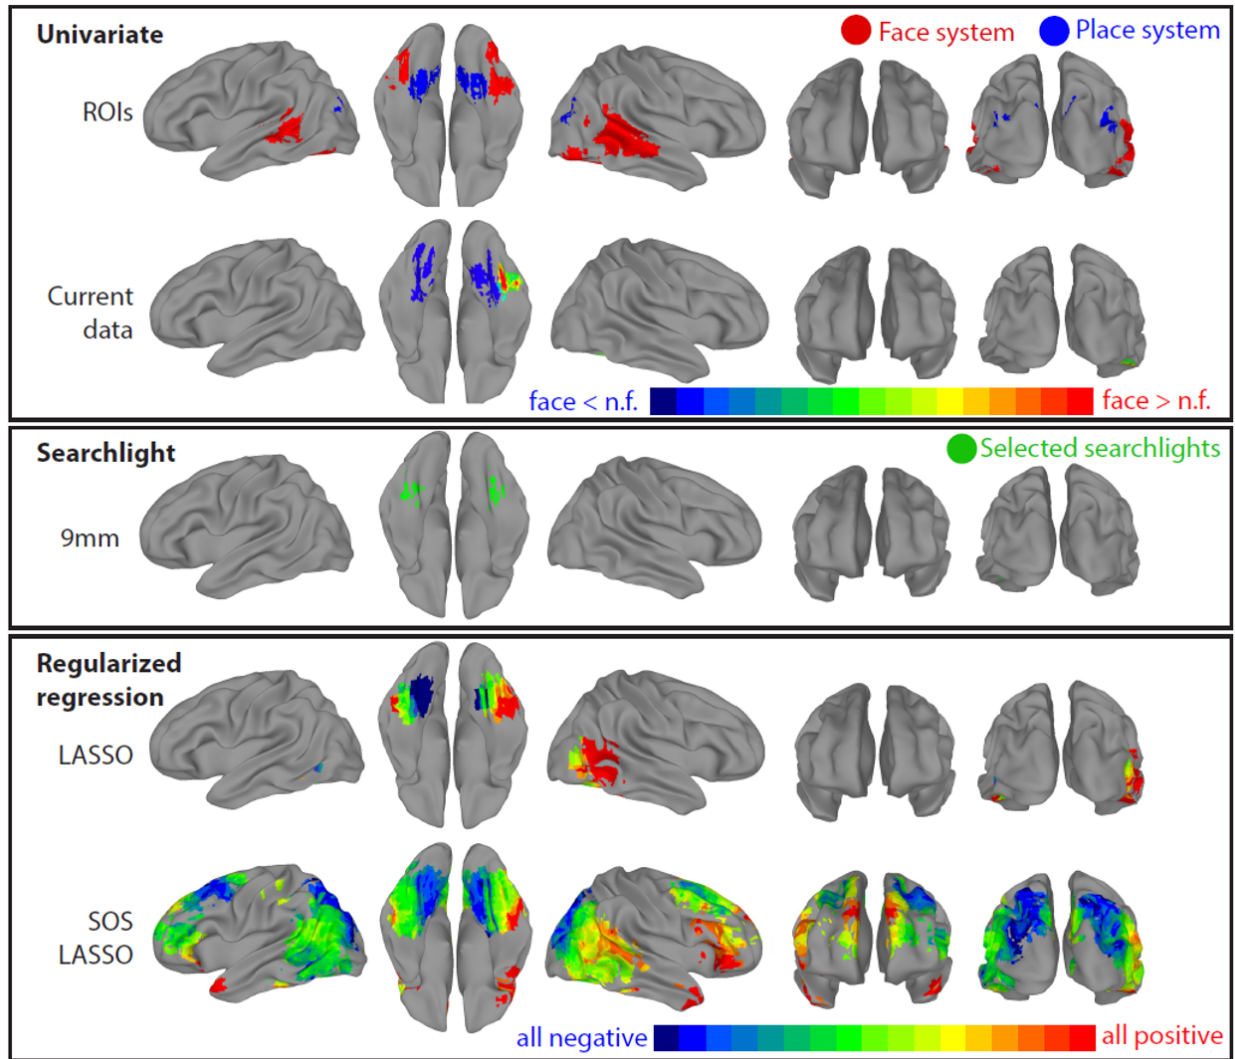 Univariate
Face system
Place system
ROIs
Current
data
face < n.f.
face > n.f.
Searchlight
Selected searchlights
9mm
Regularized
regression
LASSO
SOS
LASSO
all negative
all positive